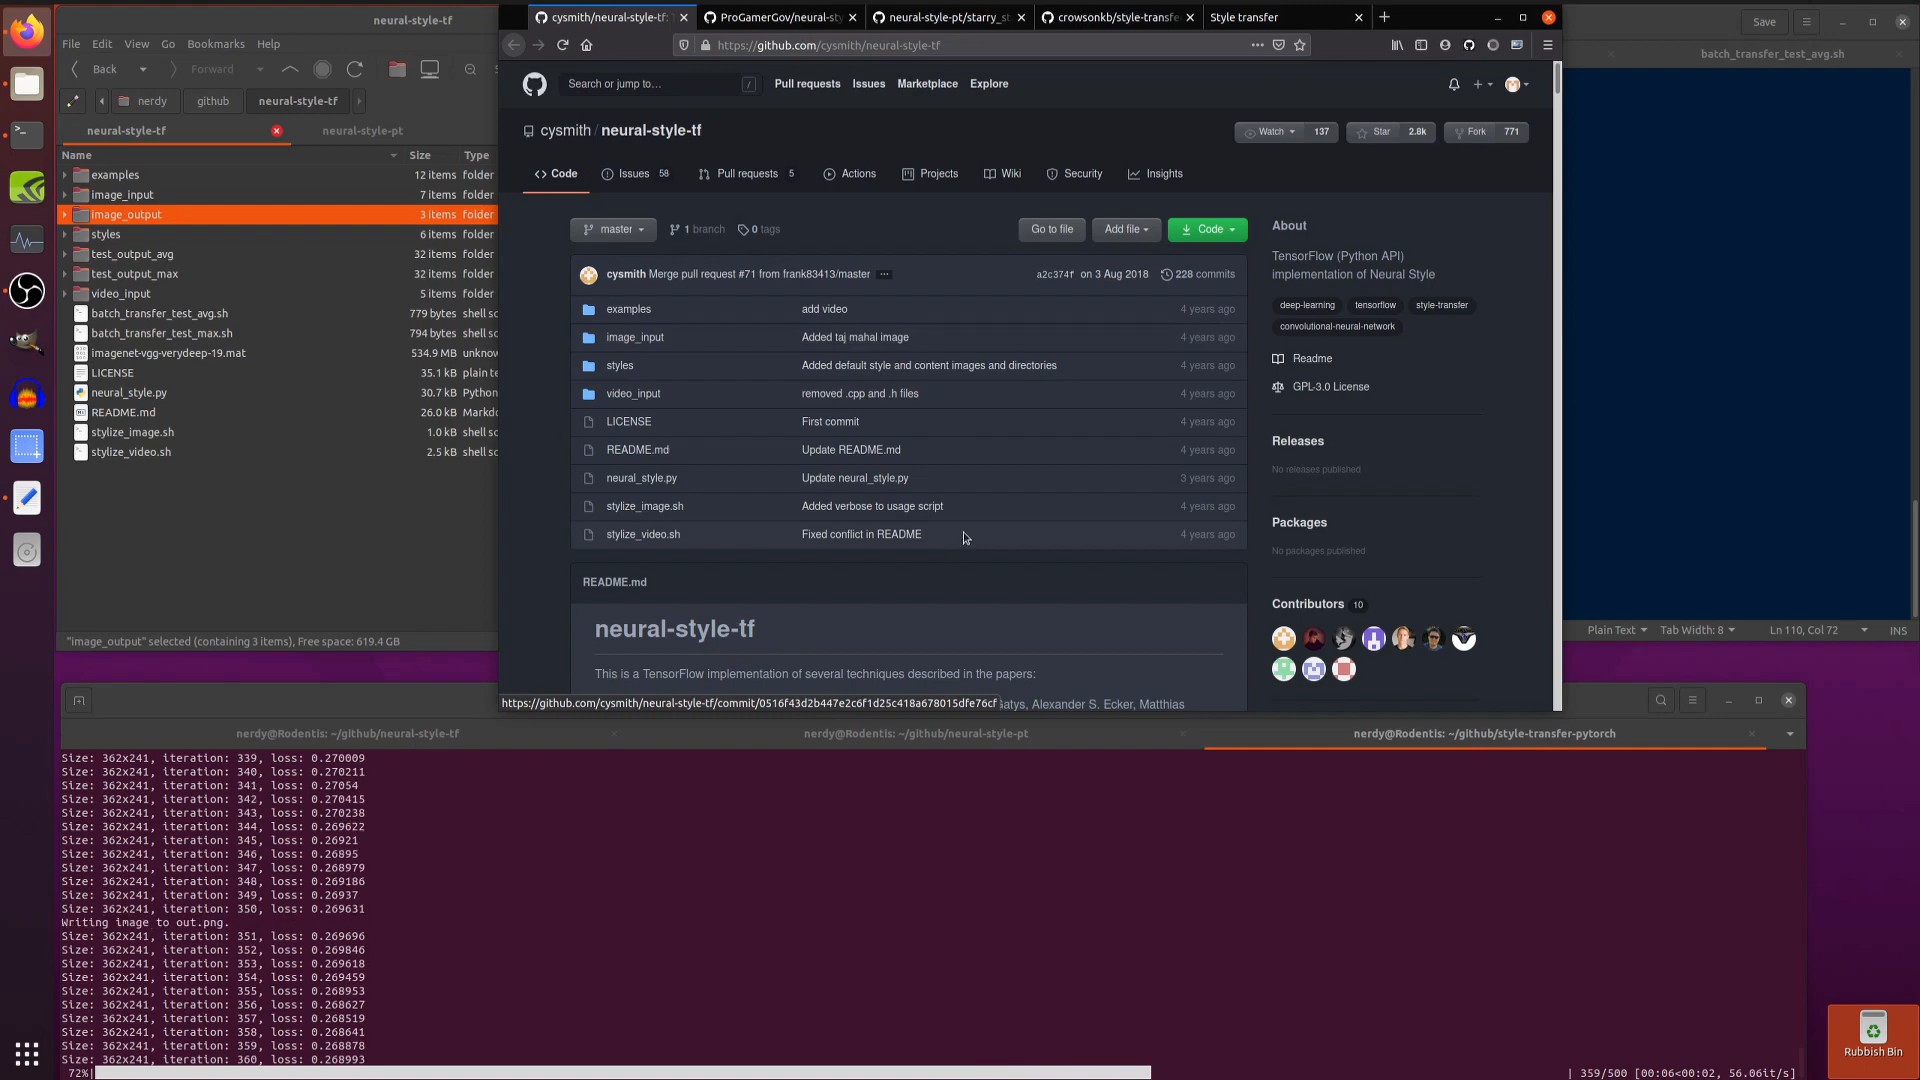 neural-style-tf
File Edit View Go Bookmarks Help
Back Forward
nerdy github neural-style-tf
neural-style-tf neural-style-pt
Name Size Type
examples 12 items folder
image_input 7 items folder
image_output 3 items folder
styles 6 items folder
test_output_avg 32 items folder
test_output_max 32 items folder
video_input 5 items folder
batch_transfer_test_avg.sh 779 bytes shell sc
batch_transfer_test_max.sh 794 bytes shell sc
imagenet-vgg-verydeep-19.mat 534.9 MB unknow
LICENSE 35.1 kB plain te
neural_style.py 30.7 kB Python
README.md 26.0 kB Markdo
stylize_image.sh 1.0 kB shell sc
stylize_video.sh 2.5 kB shell sc
"image_output" selected (containing 3 items), Free space: 619.4 GB
cysmith/neural-style-tf: ProGamerGov/neural-sty neural-style-pt/starry_st crowsonkb/style-transfe Style transfer
https://github.com/cysmith/neural-style-tf
Search or jump to… / Pull requests Issues Marketplace Explore
cysmith / neural-style-tf
Watch 137 Star 2.8k Fork 771
Code Issues 58 Pull requests 5 Actions Projects Wiki Security Insights
master 1 branch 0 tags Go to file Add file Code
cysmith Merge pull request #71 from frank83413/master ... a2c374f on 3 Aug 2018 228 commits
examples add video 4 years ago
image_input Added taj mahal image 4 years ago
styles Added default style and content images and directories 4 years ago
video_input removed .cpp and .h files 4 years ago
LICENSE First commit 4 years ago
README.md Update README.md 4 years ago
neural_style.py Update neural_style.py 3 years ago
stylize_image.sh Added verbose to usage script 4 years ago
stylize_video.sh Fixed conflict in README 4 years ago
README.md
neural-style-tf
This is a TensorFlow implementation of several techniques described in the papers:
Gatys, Alexander S. Ecker, Matthias
https://github.com/cysmith/neural-style-tf/commit/0516f43d2b447e2c6f1d25c418a678015dfe76cf
About
TensorFlow (Python API)
implementation of Neural Style
deep-learning tensorflow style-transfer
convolutional-neural-network
Readme
GPL-3.0 License
Releases
No releases published
Packages
No packages published
Contributors 10
Save
batch_transfer_test_avg.sh
Plain Text Tab Width: 8 Ln 110, Col 72 INS
nerdy@Rodentis: ~/github/neural-style-tf nerdy@Rodentis: ~/github/neural-style-pt nerdy@Rodentis: ~/github/style-transfer-pytorch
Size: 362x241, iteration: 339, loss: 0.270009
Size: 362x241, iteration: 340, loss: 0.270211
Size: 362x241, iteration: 341, loss: 0.27054
Size: 362x241, iteration: 342, loss: 0.270415
Size: 362x241, iteration: 343, loss: 0.270238
Size: 362x241, iteration: 344, loss: 0.269622
Size: 362x241, iteration: 345, loss: 0.26921
Size: 362x241, iteration: 346, loss: 0.26895
Size: 362x241, iteration: 347, loss: 0.268979
Size: 362x241, iteration: 348, loss: 0.269186
Size: 362x241, iteration: 349, loss: 0.26937
Size: 362x241, iteration: 350, loss: 0.269631
Writing image to out.png.
Size: 362x241, iteration: 351, loss: 0.269696
Size: 362x241, iteration: 352, loss: 0.269846
Size: 362x241, iteration: 353, loss: 0.269618
Size: 362x241, iteration: 354, loss: 0.269459
Size: 362x241, iteration: 355, loss: 0.268953
Size: 362x241, iteration: 356, loss: 0.268627
Size: 362x241, iteration: 357, loss: 0.268519
Size: 362x241, iteration: 358, loss: 0.268641
Size: 362x241, iteration: 359, loss: 0.268878
Size: 362x241, iteration: 360, loss: 0.268993
72%| | 359/500 [00:06<00:02, 56.06it/s]
Rubbish Bin